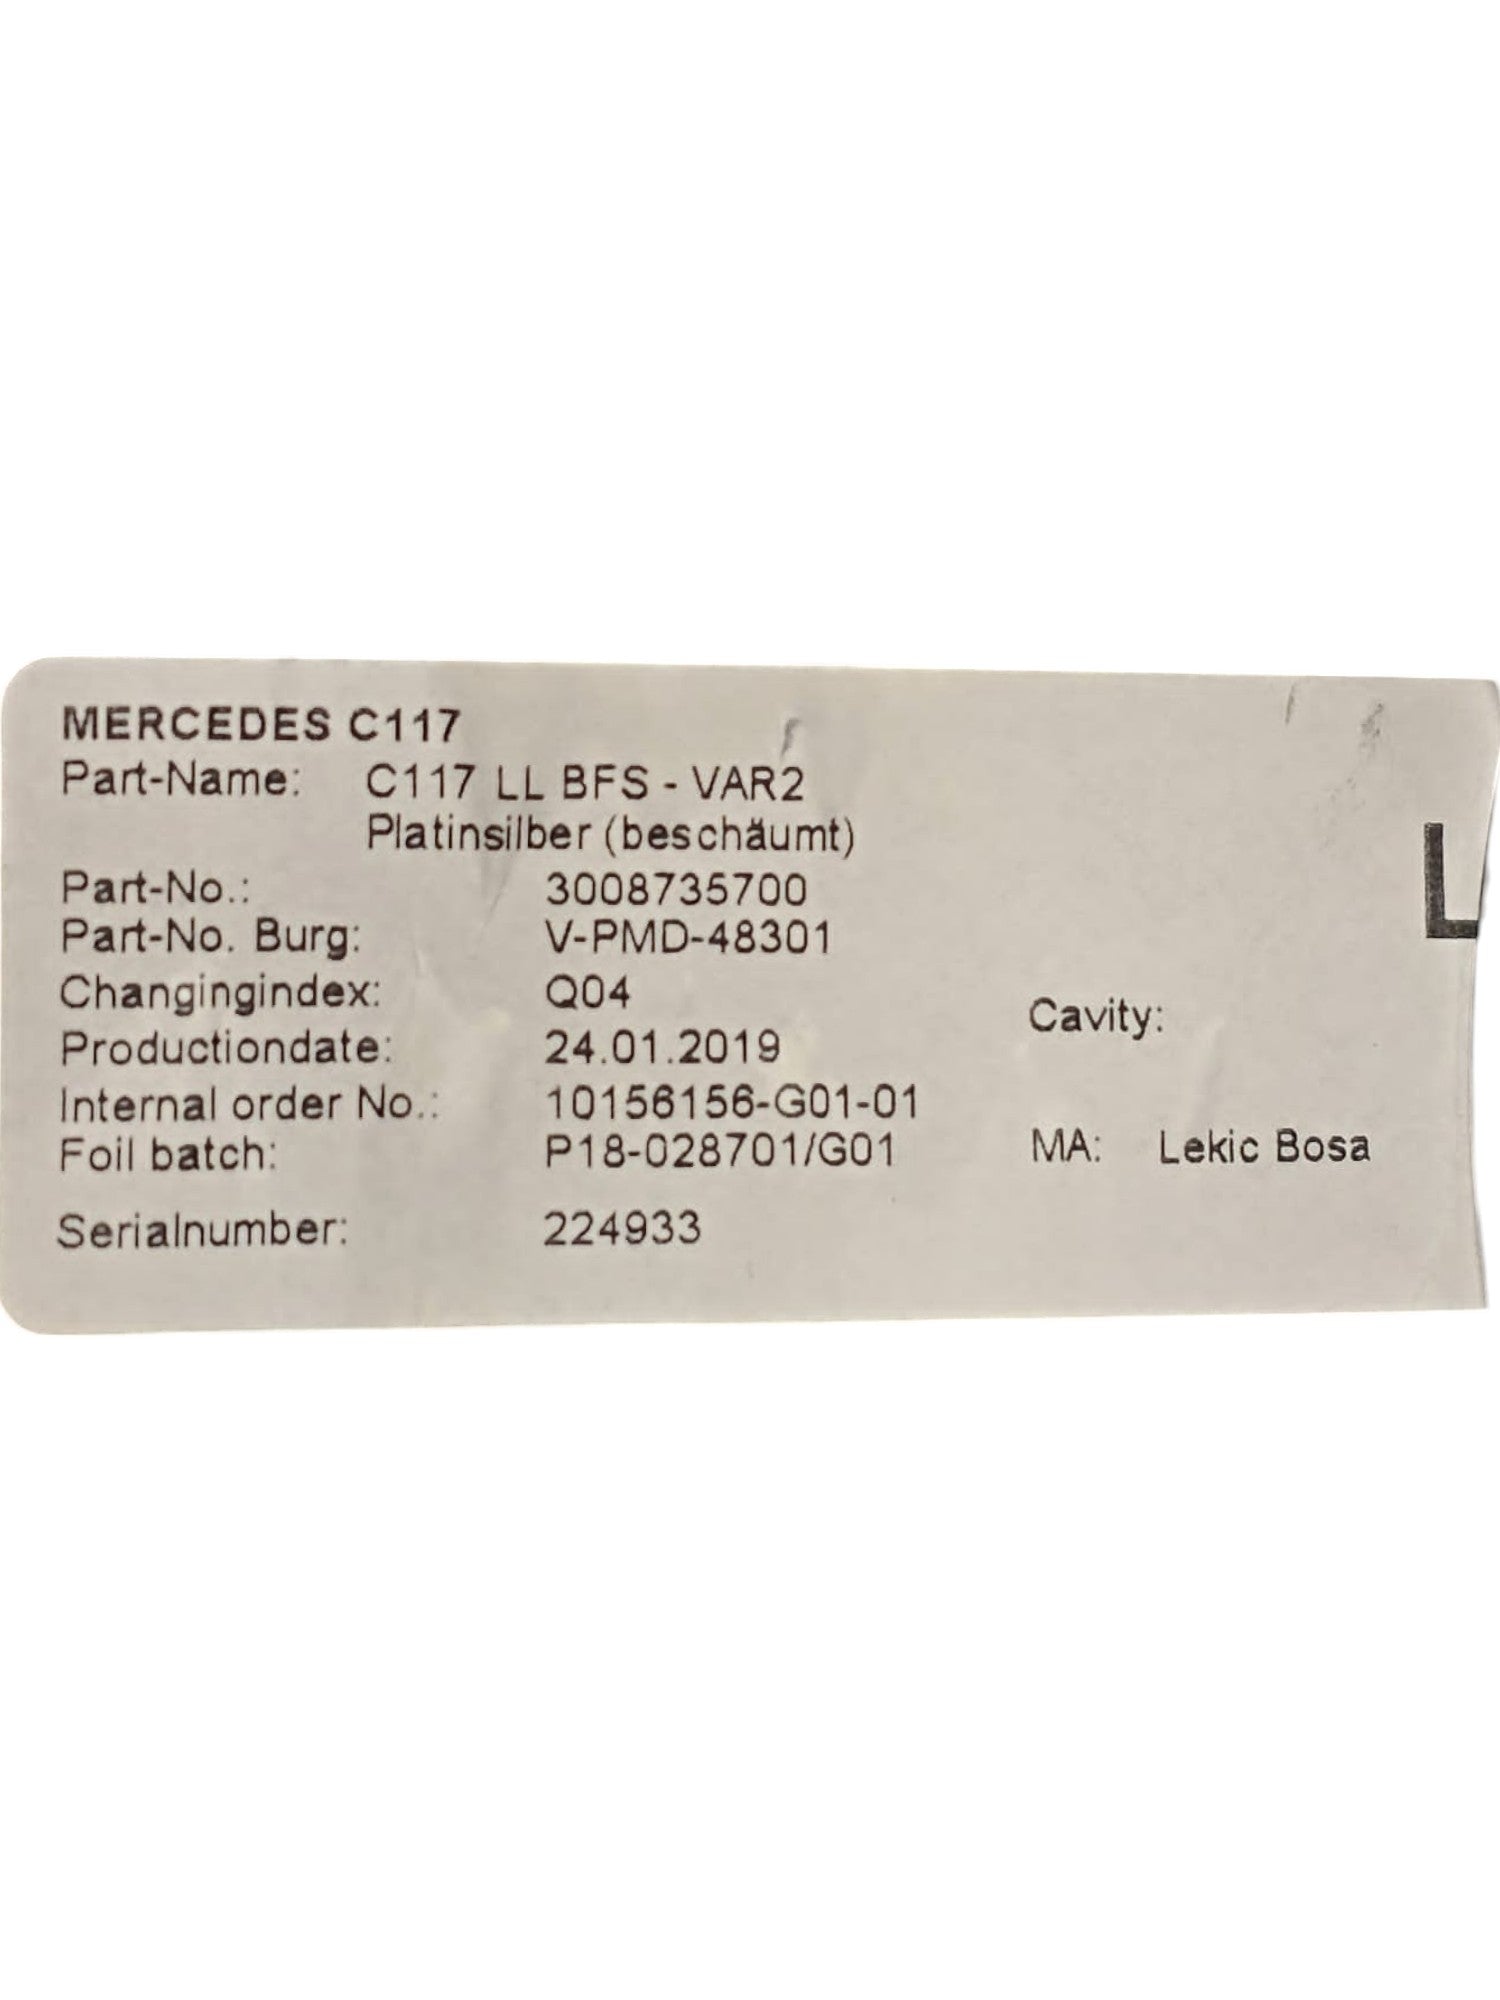 MERCEDES C117
Part-Name: C117 LL BFS - VAR2
Platinsilber (beschäumt)
L
Part-No.: 3008735700
Part-No. Burg: V-PMD-48301
Changingindex: Q04
Cavity:
Productiondate: 24.01.2019
Internal order No.: 10156156-G01-01
Foil batch: P18-028701/G01 MA: Lekic Bosa
Serialnumber: 224933